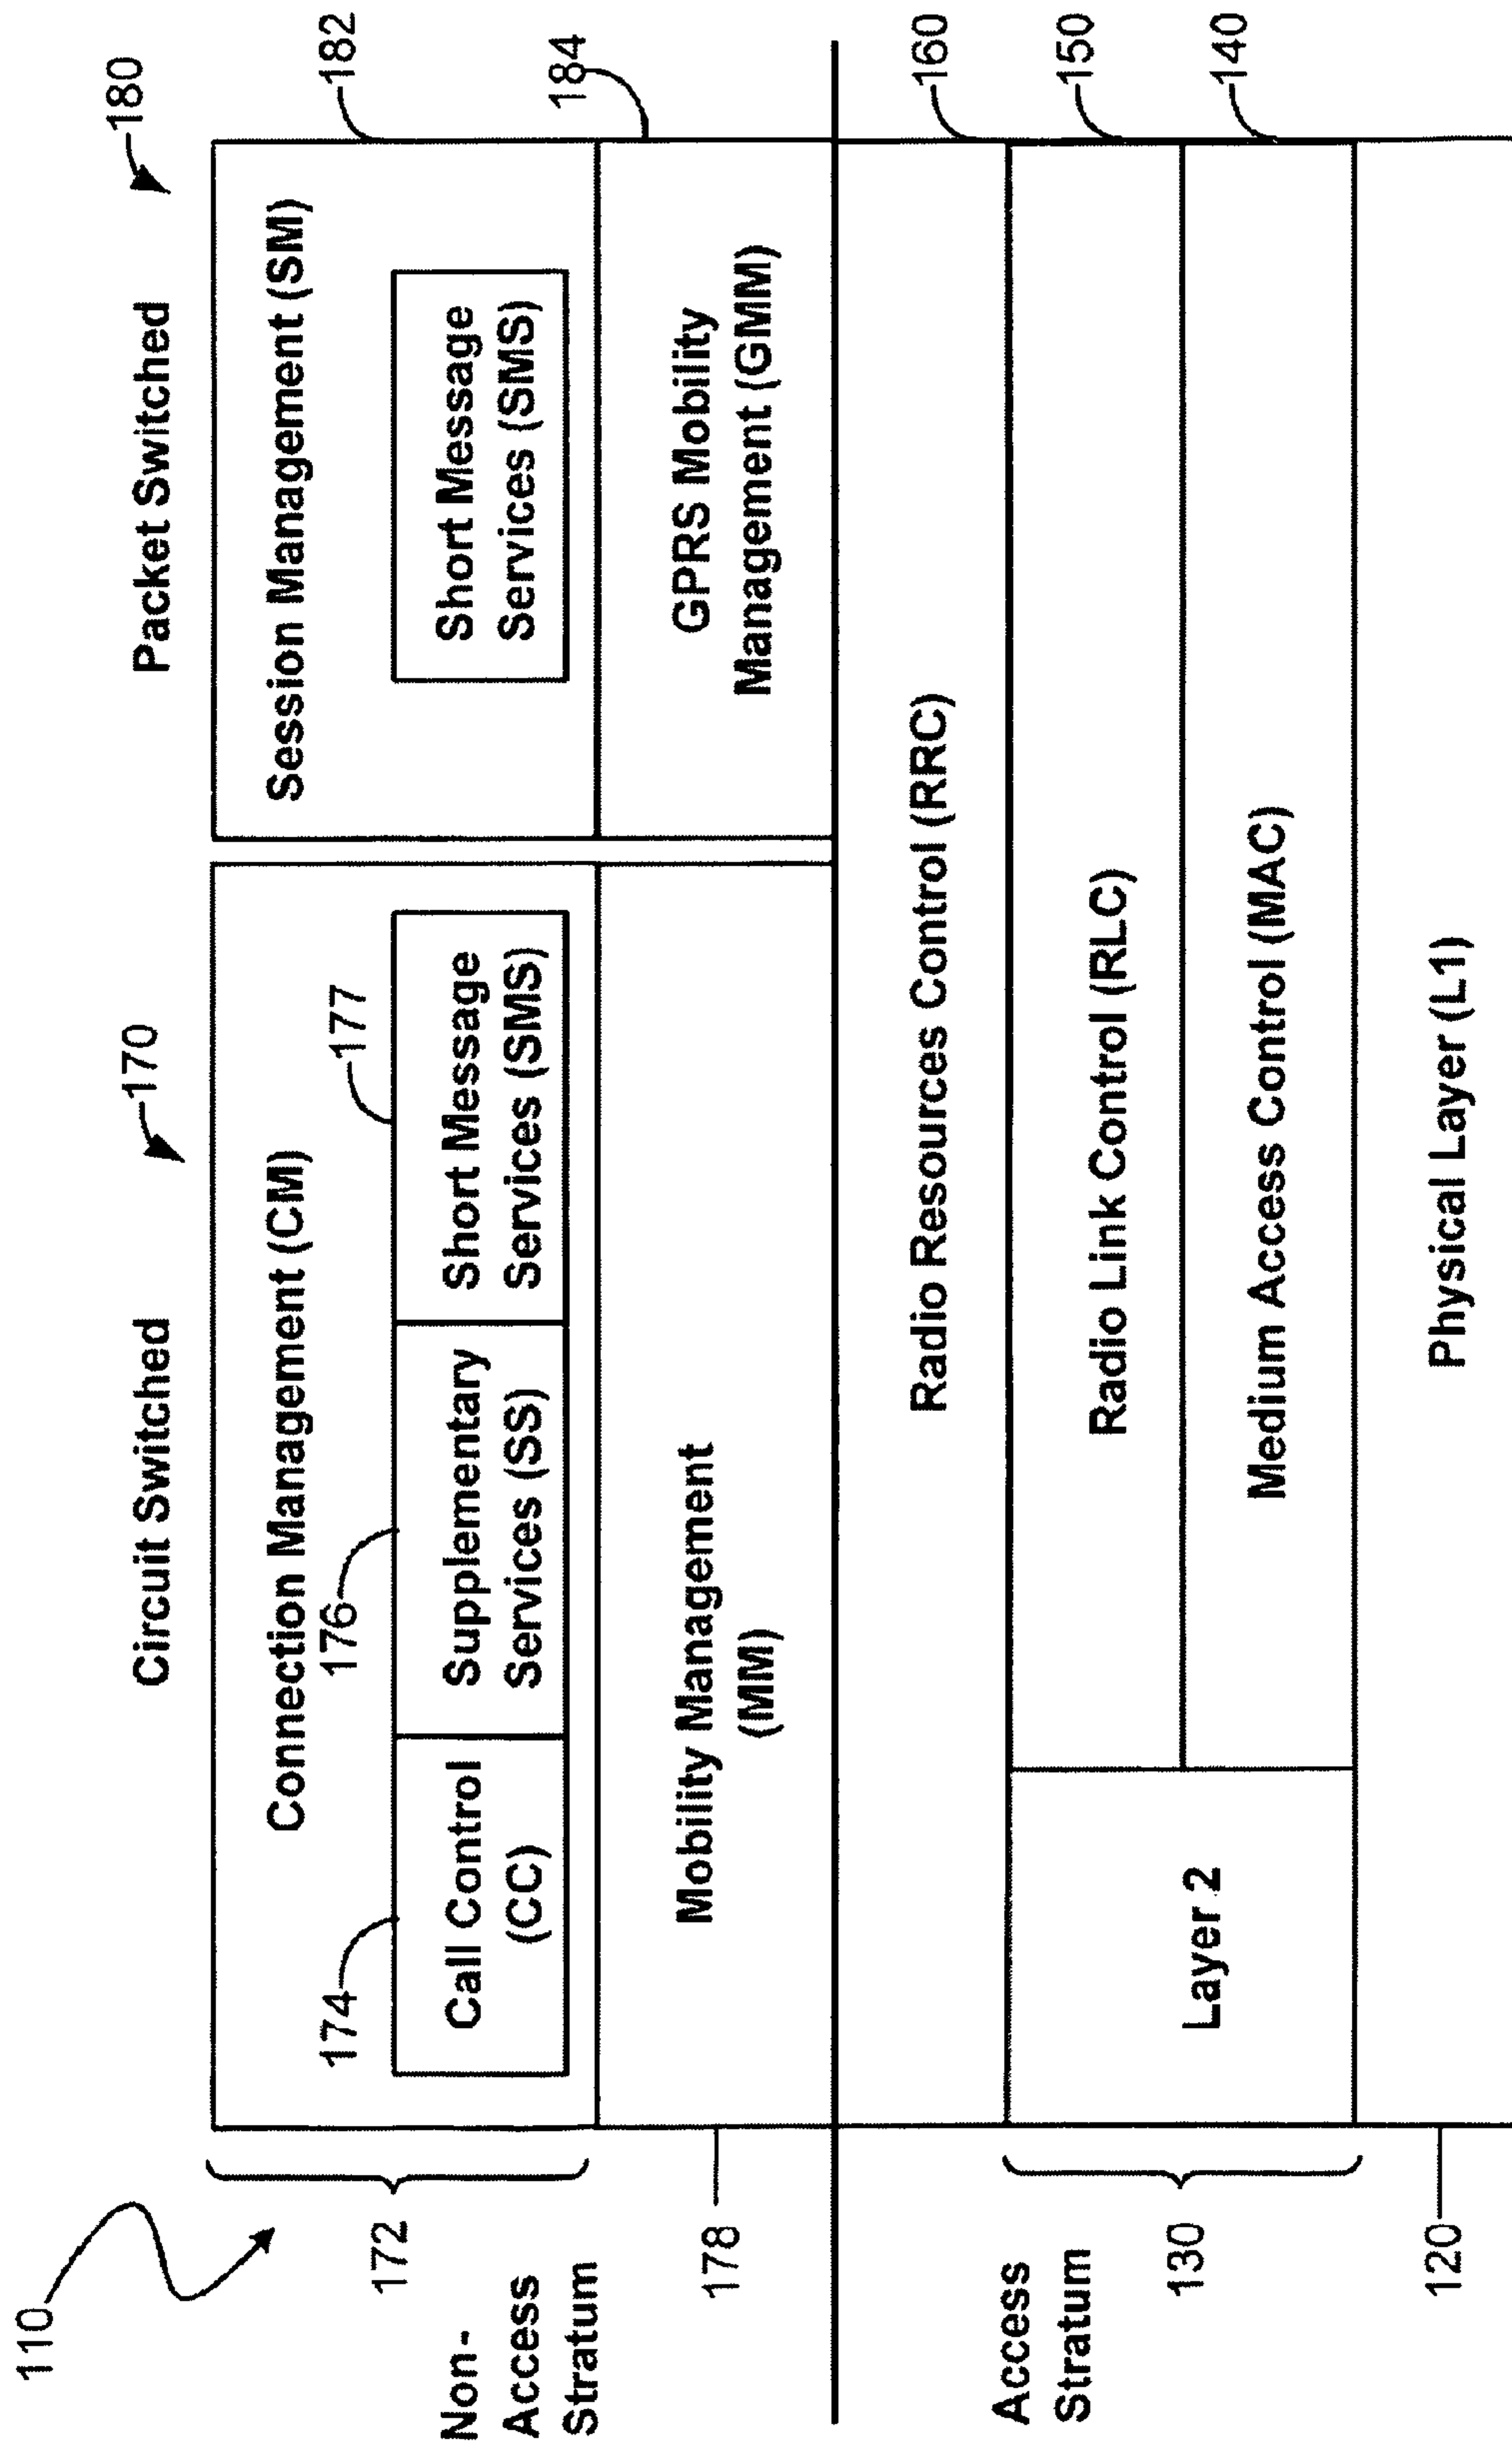 110
Circuit Switched
170
Packet Switched
180
Non-
Access
Stratum
172
Connection Management (CM)
174
Call Control
(CC)
176
Supplementary
Services (SS)
177
Short Message
Services (SMS)
Session Management (SM)
182
Short Message
Services (SMS)
178
Mobility Management
(MM)
GPRS Mobility
Management (GMM)
184
Access
Stratum
Radio Resources Control (RRC)
160
130
Layer 2
Radio Link Control (RLC)
150
Medium Access Control (MAC)
140
120
Physical Layer (L1)